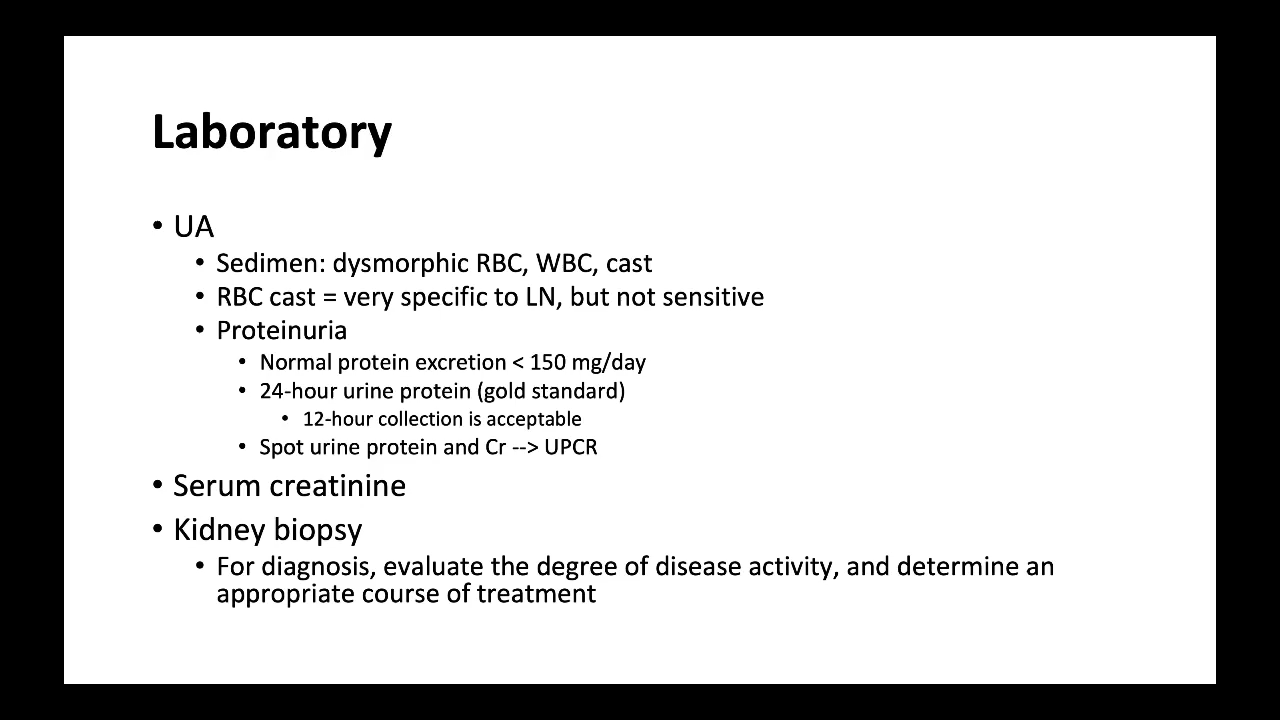 Laboratory
• UA
• Sedimen: dysmorphic RBC, WBC, cast
• RBC cast = very specific to LN, but not sensitive
• Proteinuria
• Normal protein excretion < 150 mg/day
• 24-hour urine protein (gold standard)
• 12-hour collection is acceptable
• Spot urine protein and Cr --> UPCR
• Serum creatinine
• Kidney biopsy
• For diagnosis, evaluate the degree of disease activity, and determine an
appropriate course of treatment